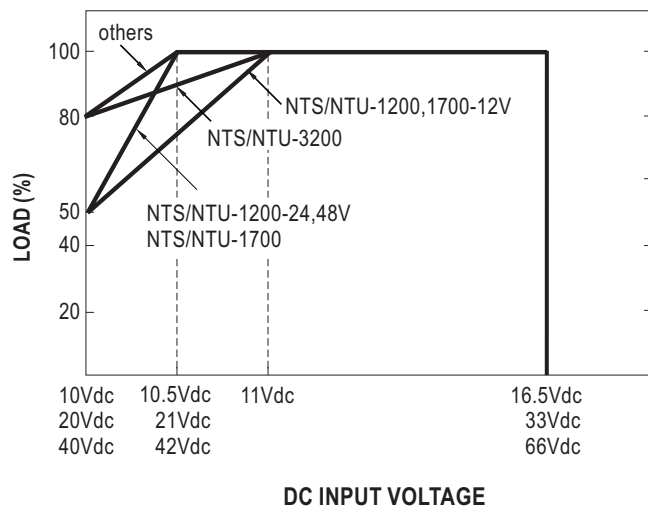 others
100
80
50
40
20
LOAD (%)
NTS/NTU-1200,1700-12V
NTS/NTU-3200
NTS/NTU-1200-24,48V
NTS/NTU-1700
10Vdc 10.5Vdc 11Vdc 16.5Vdc
20Vdc 21Vdc 33Vdc
40Vdc 42Vdc 66Vdc
DC INPUT VOLTAGE